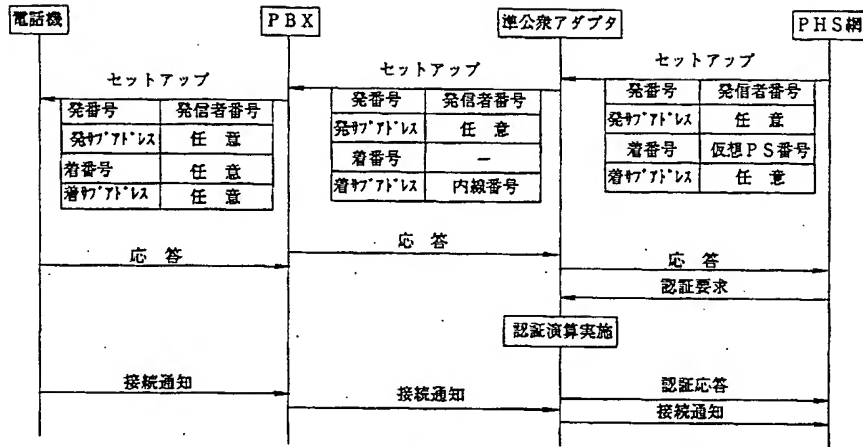 電話機
PBX
準公衆アダプタ
PHS網
セットアップ
発番号 発信者番号
発サブアドレス 任 意
着番号 任 意
着サブアドレス 任 意
セットアップ
発番号 発信者番号
発サブアドレス 任 意
着番号 －
着サブアドレス 内線番号
セットアップ
発番号 発信者番号
発サブアドレス 任 意
着番号 仮想PS番号
着サブアドレス 任 意
応 答
応 答
応 答
認証要求
認証演算実施
接続通知
接続通知
認証応答
接続通知